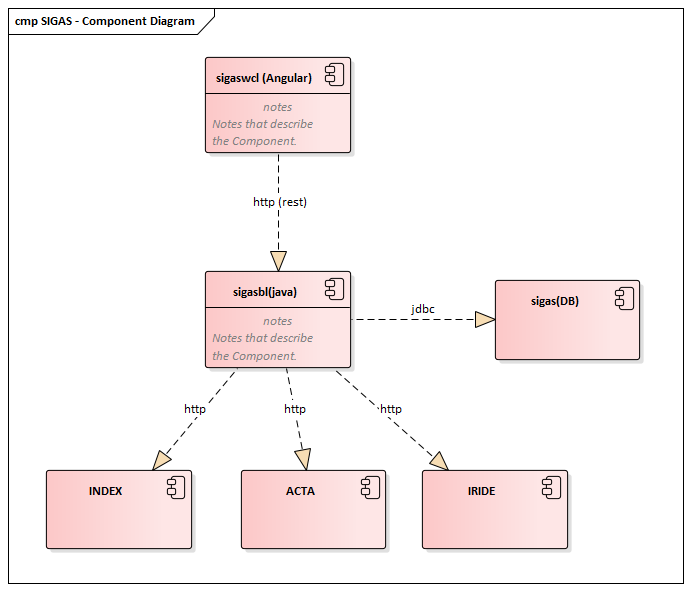 cmp SIGAS - Component Diagram
sigaswcl (Angular)
notes
Notes that describe
the Component.
http (rest)
sigasbl(java)
notes
Notes that describe
the Component.
jdbc
sigas(DB)
http
http
http
INDEX
ACTA
IRIDE